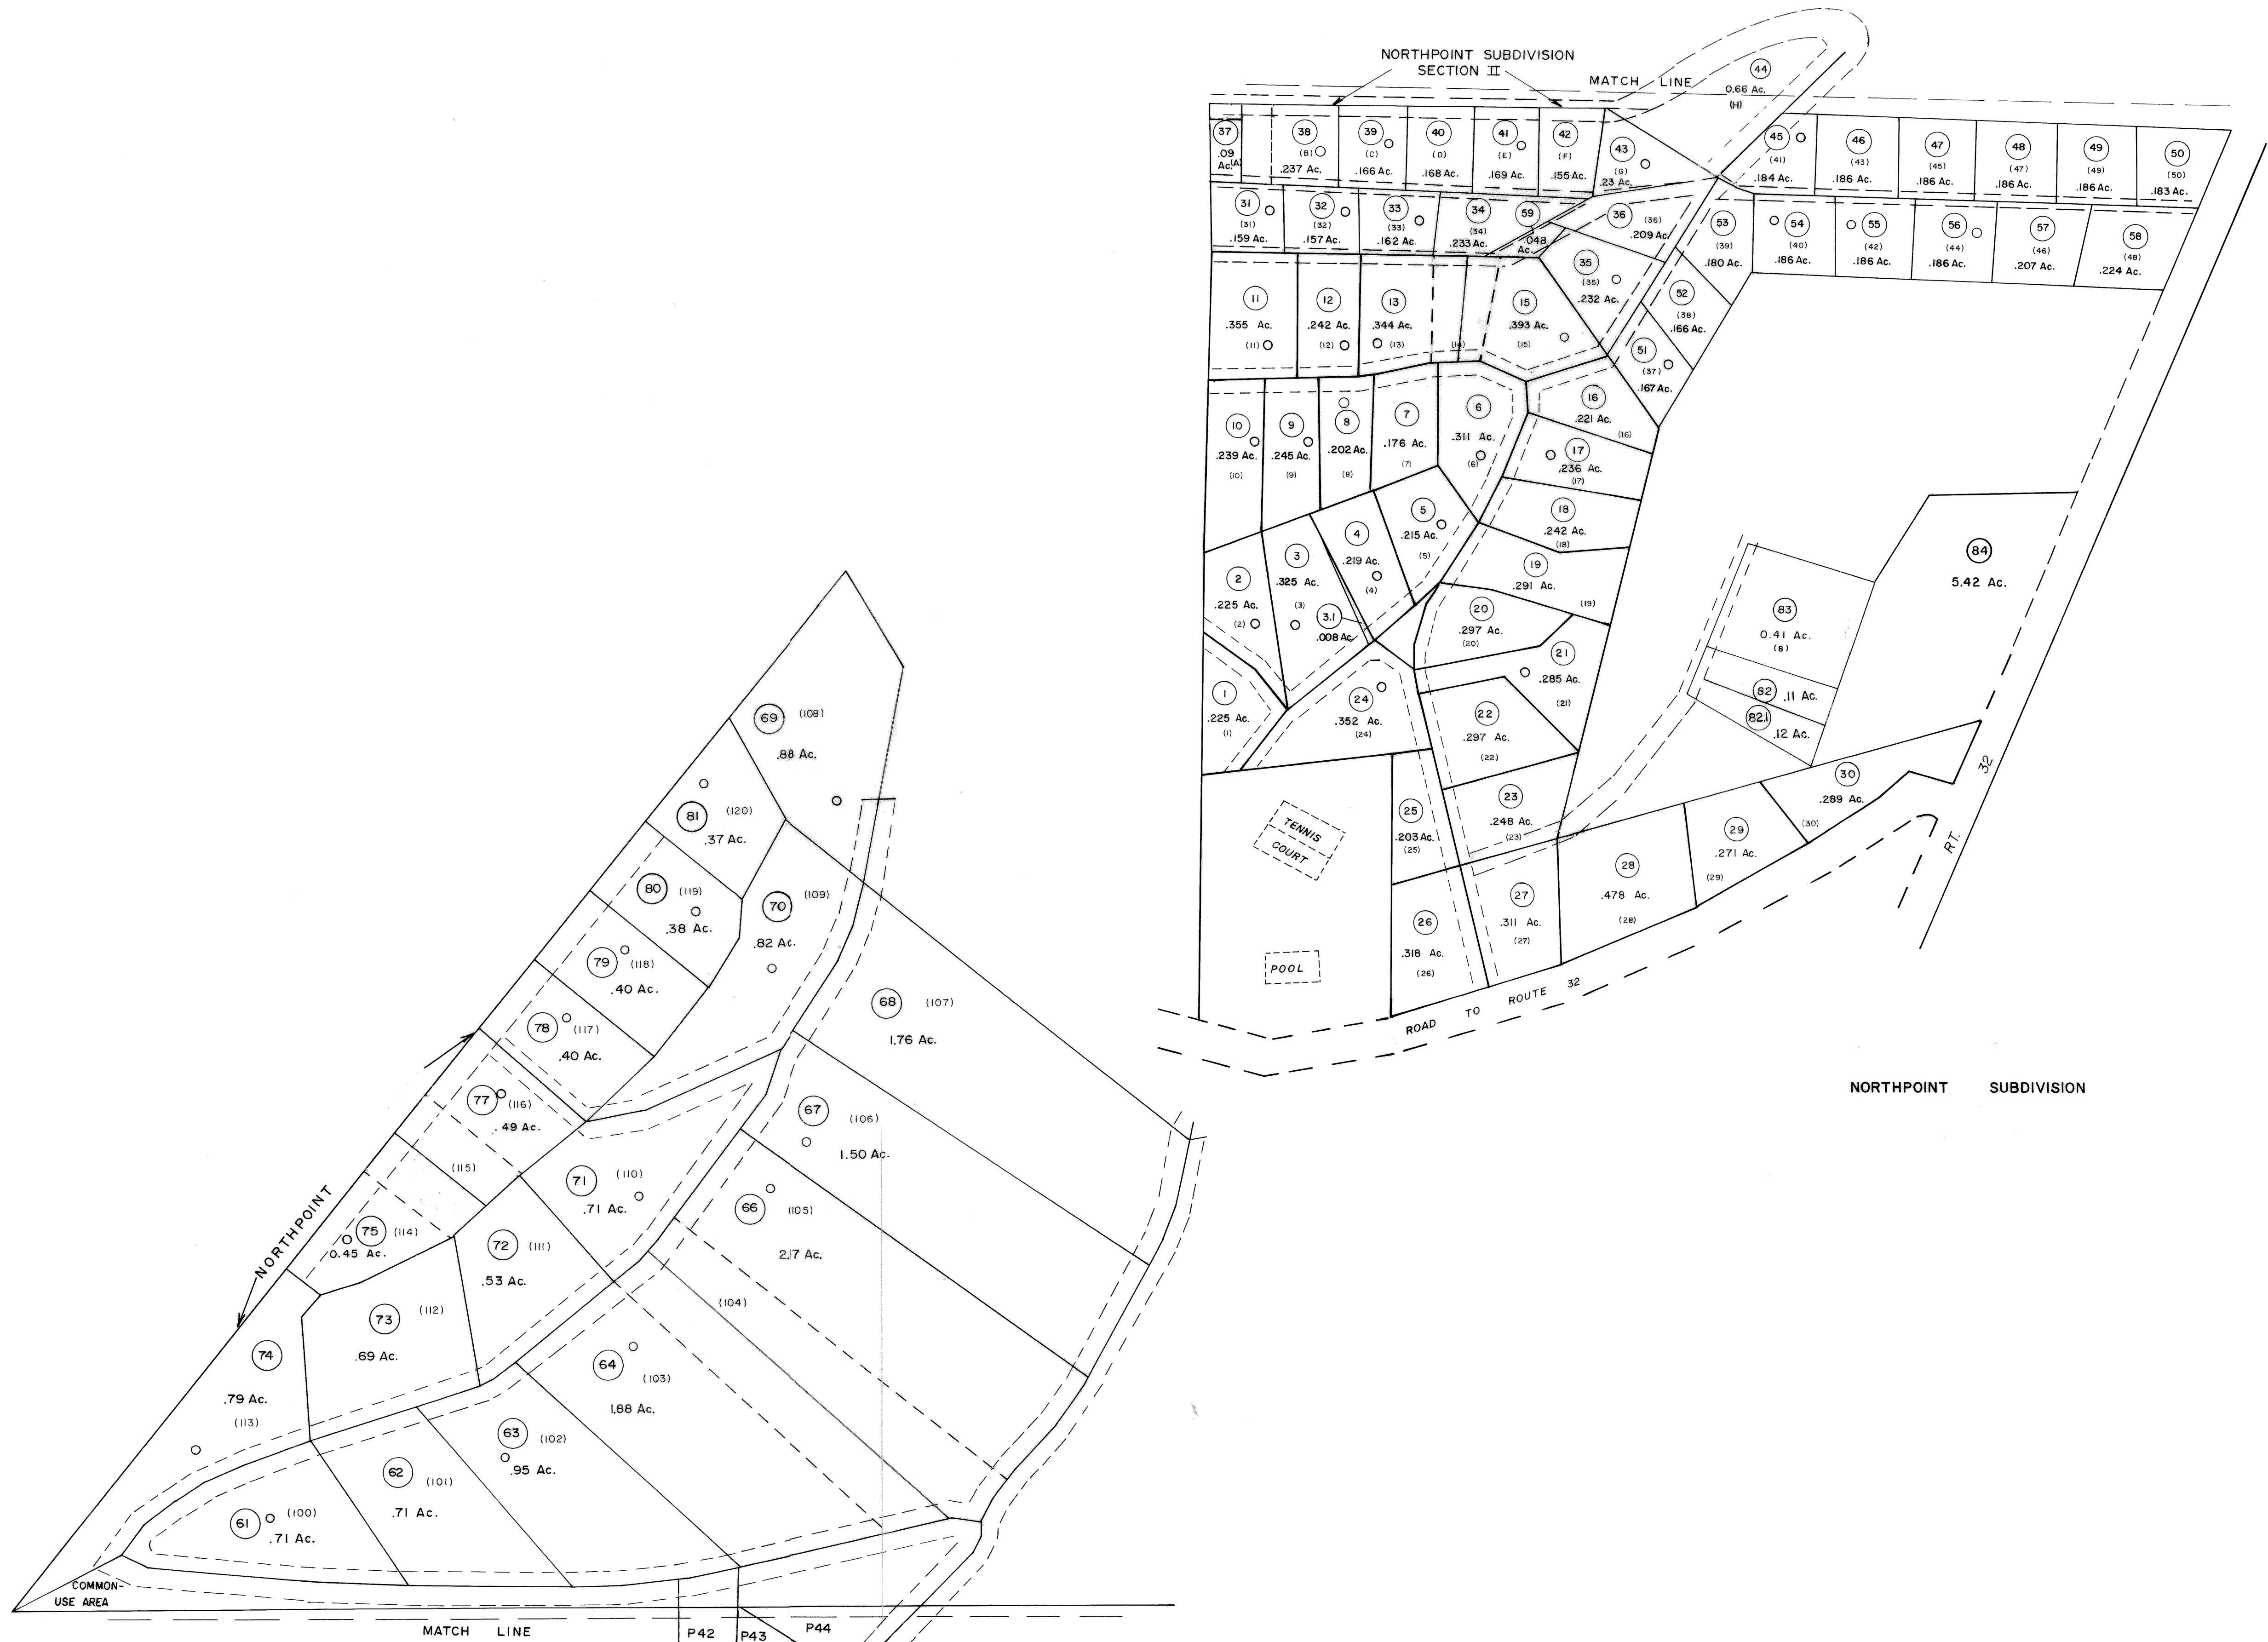 NORTHPOINT SUBDIVISION
SECTION II
MATCH LINE
44
0.66 Ac.
(H)
37
.09
Ac.(A)
38
(B)
.237 Ac.
39
(C)
.166 Ac.
40
(D)
.168 Ac.
41
(E)
.169 Ac.
42
(F)
.155 Ac.
43
(G)
.23 Ac.
45
(41)
.184 Ac.
46
(43)
.186 Ac.
47
(45)
.186 Ac.
48
(47)
.186 Ac.
49
(49)
.186 Ac.
50
(50)
.183 Ac.
31
(31)
.159 Ac.
32
(32)
.157 Ac.
33
(33)
.162 Ac.
34
(34)
.233 Ac.
59
.048
Ac.
36
(36)
.209 Ac.
53
(39)
.180 Ac.
54
(40)
.186 Ac.
55
(42)
.186 Ac.
56
(44)
.186 Ac.
57
(46)
.207 Ac.
58
(48)
.224 Ac.
35
(35)
.232 Ac.
52
(38)
.166 Ac.
51
(37)
.167 Ac.
11
.355 Ac.
(11)
12
.242 Ac.
(12)
13
.344 Ac.
(13)
(14)
15
.393 Ac.
(15)
10
.239 Ac.
(10)
9
.245 Ac.
(9)
8
.202 Ac.
(8)
7
.176 Ac.
(7)
6
.311 Ac.
(6)
16
.221 Ac.
(16)
17
.236 Ac.
(17)
18
.242 Ac.
(18)
5
.215 Ac.
(5)
4
.219 Ac.
(4)
3
.325 Ac.
(3)
3.1
.008 Ac.
2
.225 Ac.
(2)
19
.291 Ac.
(19)
20
.297 Ac.
(20)
21
.285 Ac.
(21)
1
.225 Ac.
(1)
24
.352 Ac.
(24)
22
.297 Ac.
(22)
23
.248 Ac.
(23)
25
.203 Ac.
(25)
26
.318 Ac.
(26)
27
.311 Ac.
(27)
28
.478 Ac.
(28)
29
.271 Ac.
(29)
30
.289 Ac.
(30)
84
5.42 Ac.
83
0.41 Ac.
(B)
82
.11 Ac.
82.1
.12 Ac.
TENNIS
COURT
POOL
ROAD TO ROUTE 32
RT. 32
NORTHPOINT SUBDIVISION
69
(108)
.88 Ac.
81
(120)
.37 Ac.
80
(119)
.38 Ac.
70
(109)
.82 Ac.
79
(118)
.40 Ac.
78
(117)
.40 Ac.
68
(107)
1.76 Ac.
77
(116)
.49 Ac.
67
(106)
1.50 Ac.
(115)
71
(110)
.71 Ac.
66
(105)
2.17 Ac.
NORTHPOINT
75
(114)
0.45 Ac.
72
(111)
.53 Ac.
(104)
73
(112)
.69 Ac.
74
.79 Ac.
(113)
64
(103)
1.88 Ac.
63
(102)
.95 Ac.
62
(101)
.71 Ac.
61
(100)
.71 Ac.
COMMON-
USE AREA
MATCH LINE
P42
P43
P44